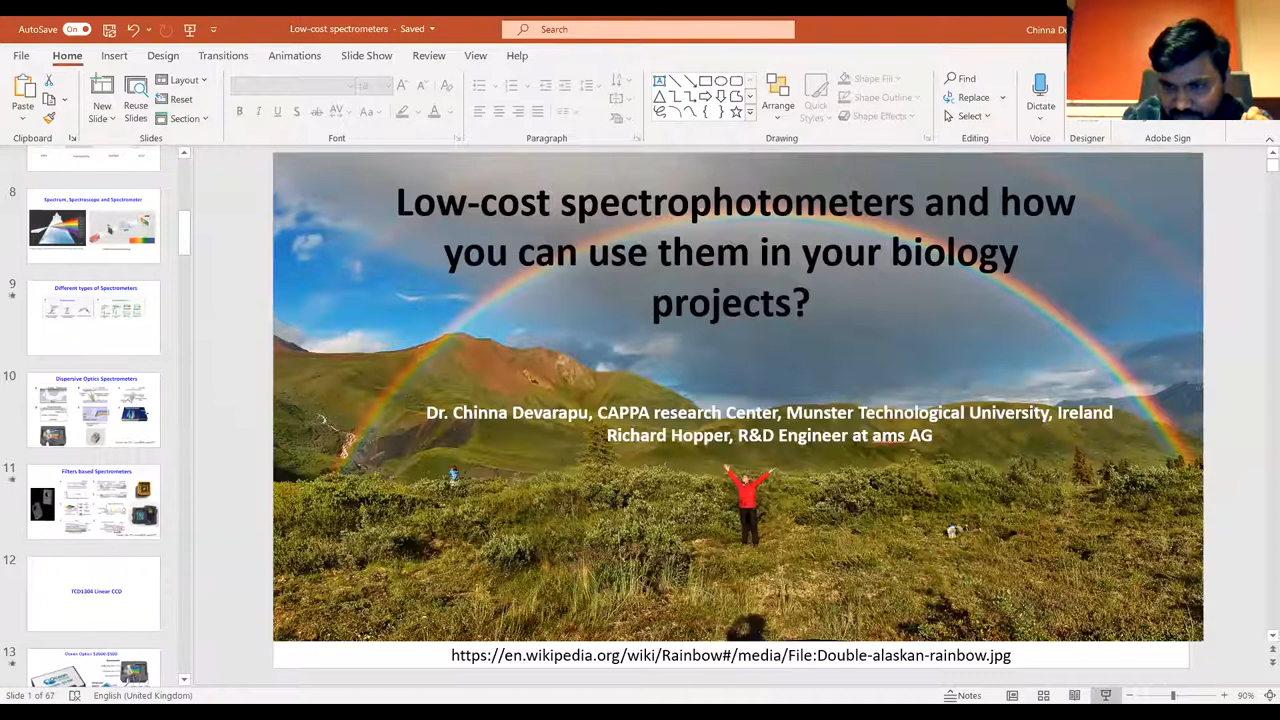 AutoSave On
Low-cost spectrometers - Saved
Search
Chinna De
File Home Insert Design Transitions Animations Slide Show Review View Help
Paste
New Slide
Reuse Slides
Layout
Reset
Section
Arrange
Quick Styles
Shape Fill
Shape Outline
Shape Effects
Find
Replace
Select
Dictate
Clipboard Slides Font Paragraph Drawing Editing Voice Designer Adobe Sign
8
Spectrum, Spectroscope and Spectrometer
9
Different types of Spectrometers
10
Dispersive Optics Spectrometers
11
Filters based Spectrometers
12
TCD1304 Linear CCD
13
Low-cost spectrophotometers and how
you can use them in your biology
projects?
Dr. Chinna Devarapu, CAPPA research Center, Munster Technological University, Ireland
Richard Hopper, R&D Engineer at ams AG
https://en.wikipedia.org/wiki/Rainbow#/media/File:Double-alaskan-rainbow.jpg
Slide 1 of 67 English (United Kingdom) Notes 90%